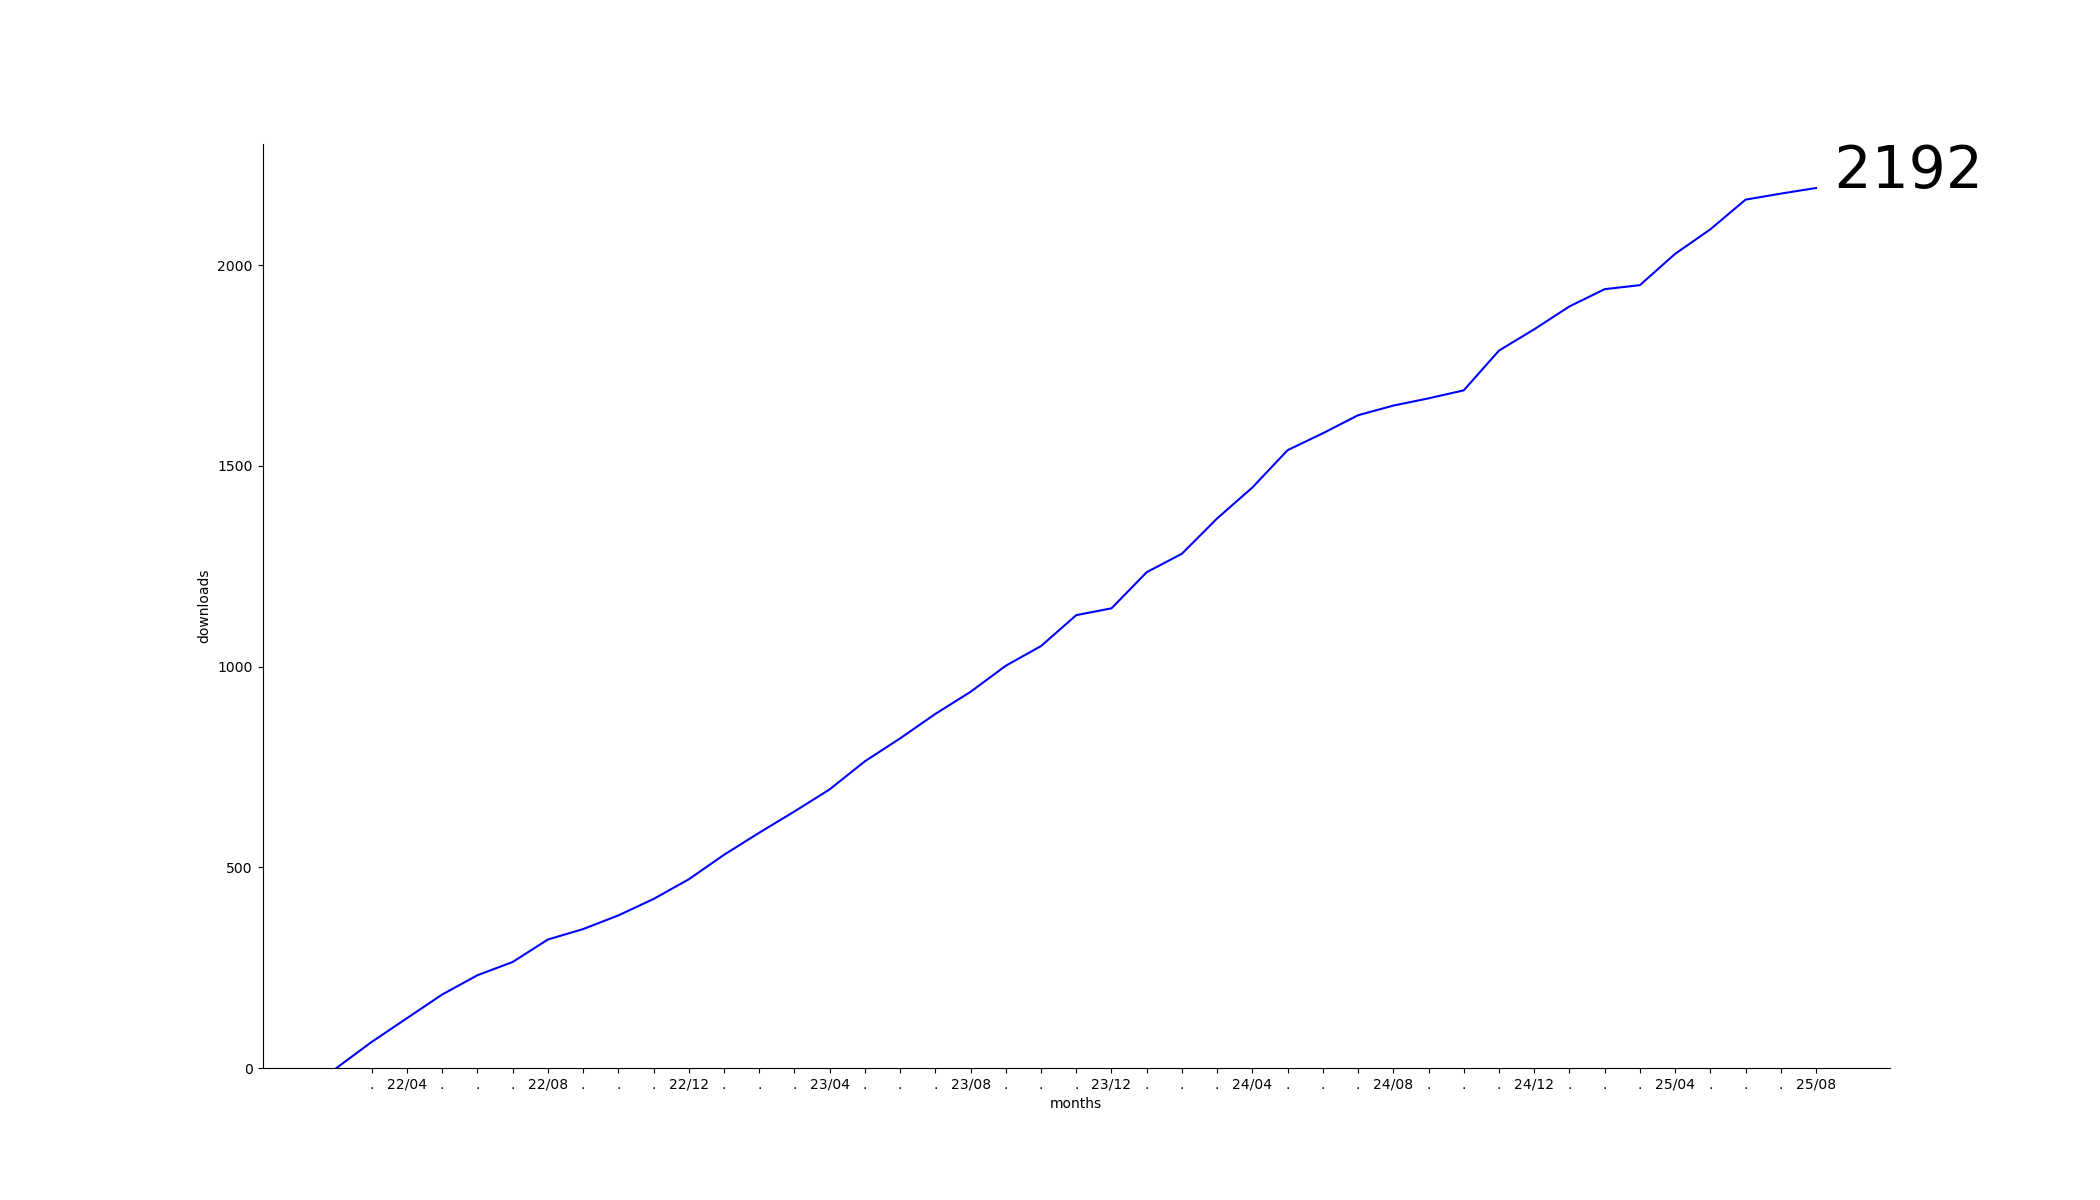 2192
2000
1500
1000
500
0
downloads
. 22/04 . . . 22/08 . . . 22/12 . . . 23/04 . . . 23/08 . . . 23/12 . . . 24/04 . . . 24/08 . . . 24/12 . . . 25/04 . . . 25/08
months